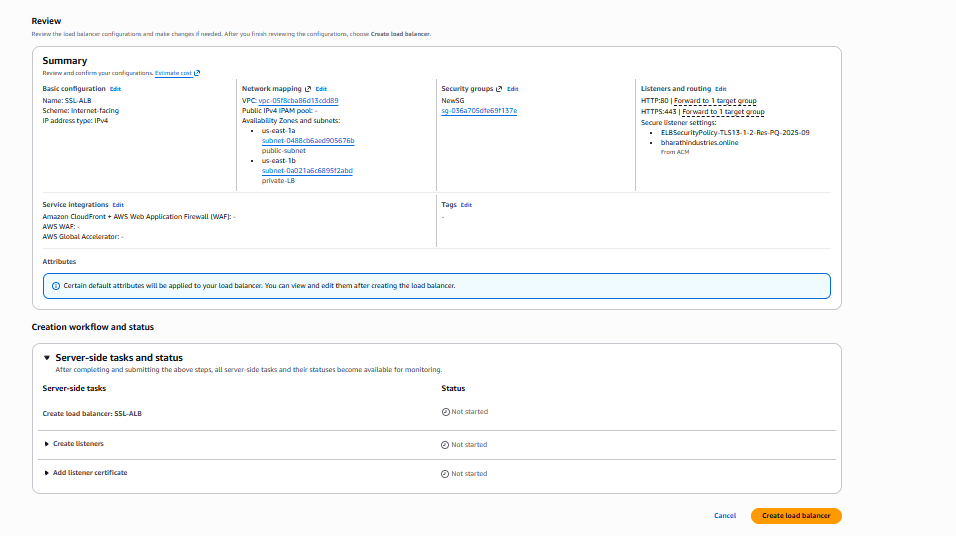 Review
Review the load balancer configurations and make changes if needed. After you finish reviewing the configurations, choose Create load balancer.
Summary
Review and confirm your configurations. Estimate cost
Basic configuration Edit
Name: SSL-ALB
Scheme: Internet-facing
IP address type: IPv4
Network mapping Edit
VPC: vpc-05f8cba86d13cdd89
Public IPv4 IPAM pool: -
Availability Zones and subnets:
us-east-1a
subnet-0488cb6aed905676b
public-subnet
us-east-1b
subnet-0a021a6c6895f2abd
private-LB
Security groups Edit
NewSG
sg-036a705dfe69f137e
Listeners and routing Edit
HTTP:80 | Forward to 1 target group
HTTPS:443 | Forward to 1 target group
Secure listener settings:
ELBSecurityPolicy-TLS13-1-2-Res-PQ-2025-09
bharathindustries.online
From ACM
Service integrations Edit
Amazon CloudFront + AWS Web Application Firewall (WAF): -
AWS WAF: -
AWS Global Accelerator: -
Tags Edit
-
Attributes
Certain default attributes will be applied to your load balancer. You can view and edit them after creating the load balancer.
Creation workflow and status
Server-side tasks and status
After completing and submitting the above steps, all server-side tasks and their statuses become available for monitoring.
Server-side tasks Status
Create load balancer: SSL-ALB Not started
Create listeners Not started
Add listener certificate Not started
Cancel Create load balancer